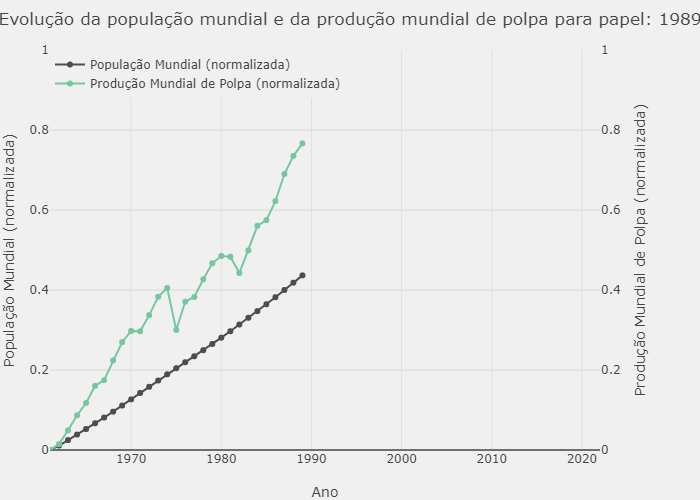 Evolução da população mundial e da produção mundial de polpa para papel: 1989
População Mundial (normalizada)
Produção Mundial de Polpa (normalizada)
1
0.8
0.6
0.4
0.2
0
1
0.8
0.6
0.4
0.2
0
População Mundial (normalizada)
Produção Mundial de Polpa (normalizada)
1970 1980 1990 2000 2010 2020
Ano